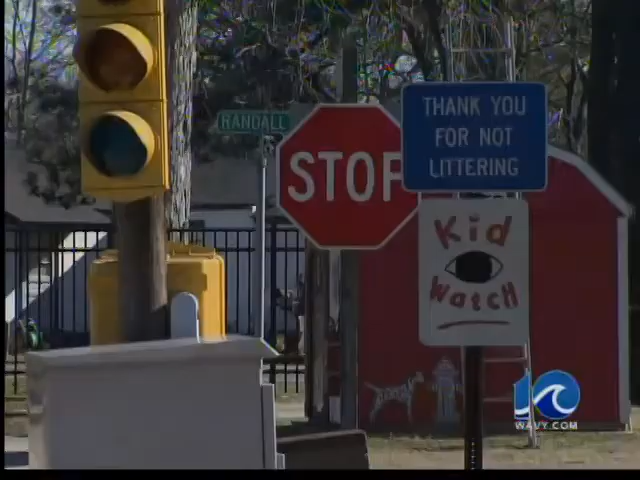 RANDALL
STOP
THANK YOU
FOR NOT
LITTERING
Kid
Watch
10
WAVY.COM